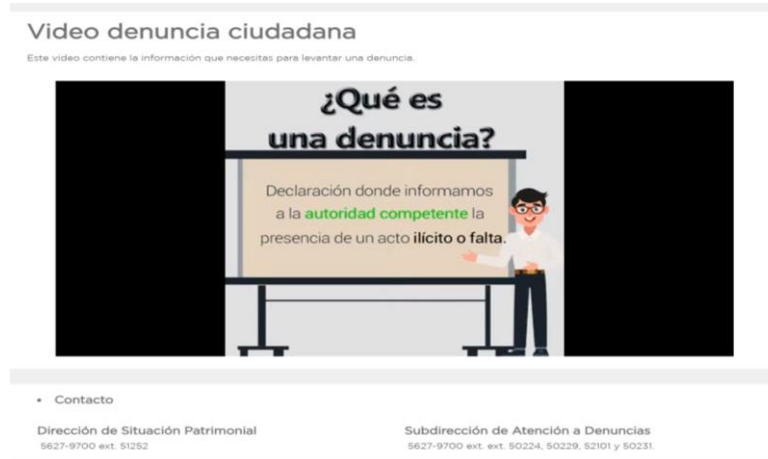 Video denuncia ciudadana
Este video contiene la información que necesitas para levantar una denuncia.
¿Qué es
una denuncia?
Declaración donde informamos
a la autoridad competente la
presencia de un acto ilícito o falta.
• Contacto
Dirección de Situación Patrimonial
5627-9700 ext. 51252
Subdirección de Atención a Denuncias
5627-9700 ext. ext. 50224, 50229, 52101 y 50231.